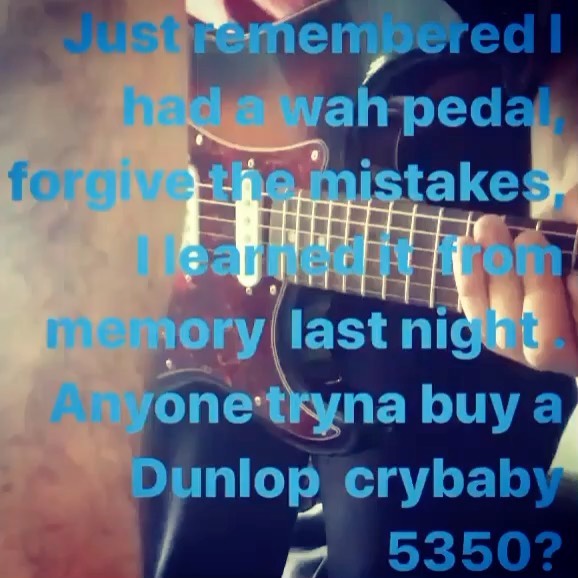 Just remembered I
had a wah pedal,
forgive the mistakes,
I learned it from
memory last night .
Anyone tryna buy a
Dunlop crybaby
5350?